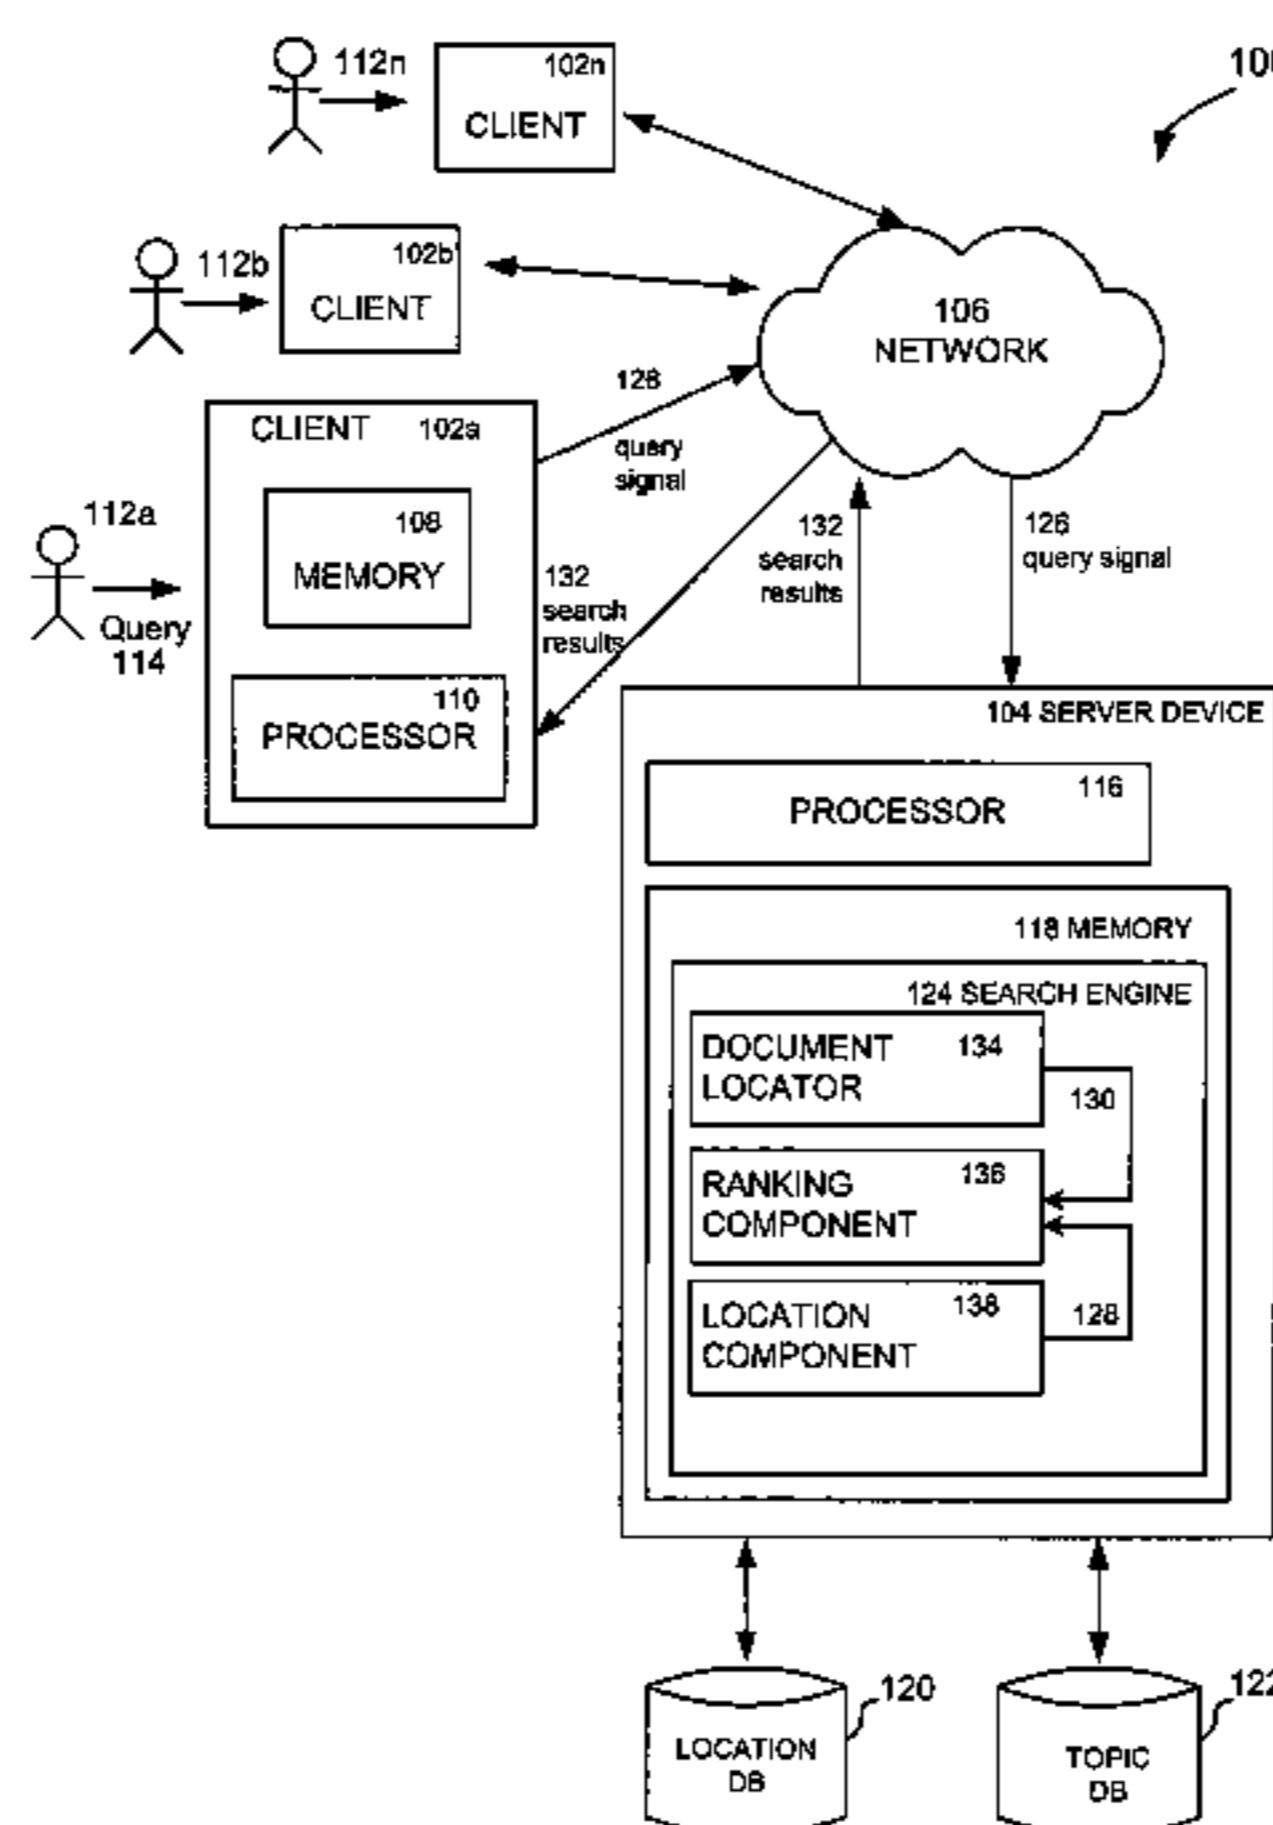 112n
102n
CLIENT
112b
102b
CLIENT
106
NETWORK
CLIENT 102a
108
MEMORY
110
PROCESSOR
112a
Query
114
126
query
signal
132
search
results
132
search
results
126
query signal
104 SERVER DEVICE
116
PROCESSOR
118 MEMORY
124 SEARCH ENGINE
DOCUMENT 134
LOCATOR
130
RANKING 136
COMPONENT
LOCATION 138
COMPONENT
128
120
LOCATION
DB
122
TOPIC
DB